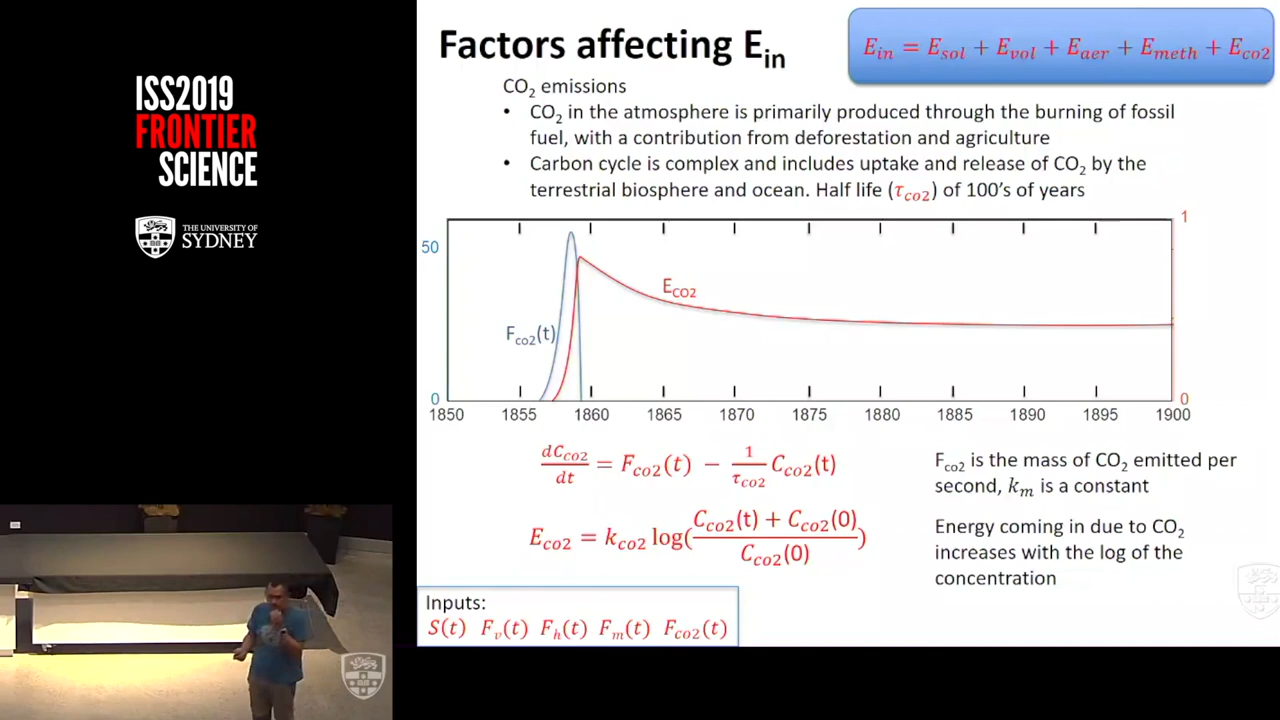 ISS2019
FRONTIER
SCIENCE
THE UNIVERSITY OF
SYDNEY
Factors affecting E_in
E_in = E_sol + E_vol + E_aer + E_meth + E_co2
CO₂ emissions
• CO₂ in the atmosphere is primarily produced through the burning of fossil
fuel, with a contribution from deforestation and agriculture
• Carbon cycle is complex and includes uptake and release of CO₂ by the
terrestrial biosphere and ocean. Half life (τ_co2) of 100's of years
50
1
E_CO2
F_co2(t)
0
0
1850 1855 1860 1865 1870 1875 1880 1885 1890 1895 1900
dC_co2/dt = F_co2(t) − 1/τ_co2 C_co2(t)
E_co2 = k_co2 log((C_co2(t) + C_co2(0))/C_co2(0))
F_co2 is the mass of CO₂ emitted per
second, k_m is a constant
Energy coming in due to CO₂
increases with the log of the
concentration
Inputs:
S(t) F_v(t) F_h(t) F_m(t) F_co2(t)